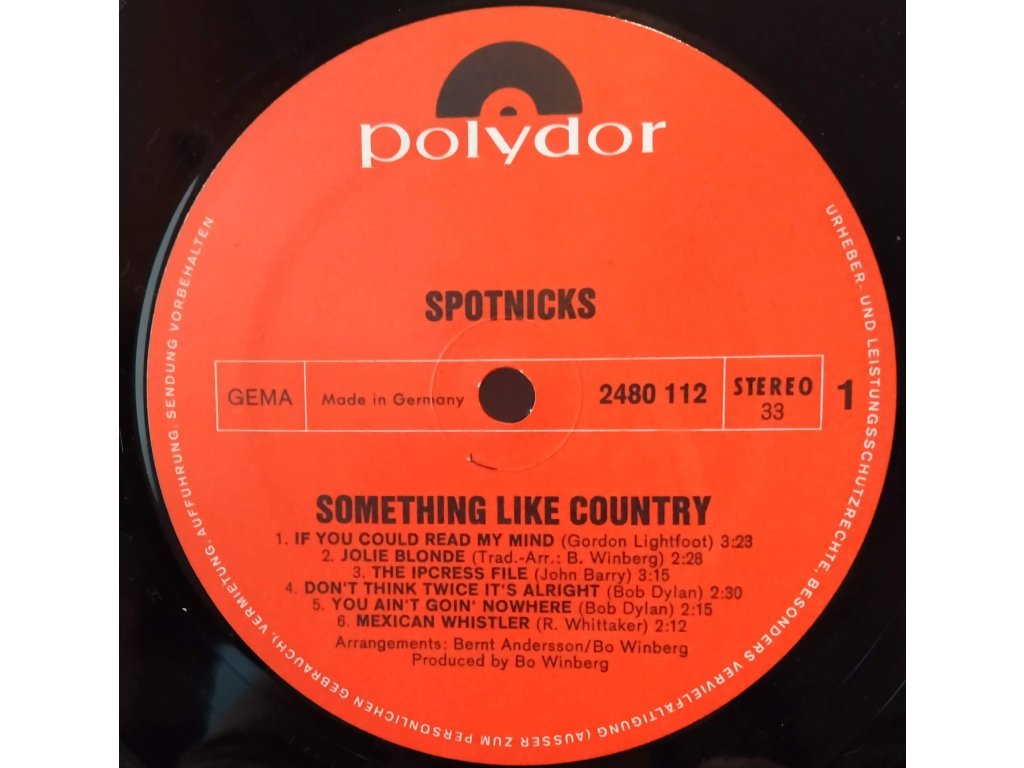 polydor
SPOTNICKS
GEMA
Made in Germany
2480 112
STEREO
33
1
SOMETHING LIKE COUNTRY
1. IF YOU COULD READ MY MIND (Gordon Lightfoot) 3:23
2. JOLIE BLONDE (Trad.-Arr.: B. Winberg) 2:28
3. THE IPCRESS FILE (John Barry) 3:15
4. DON'T THINK TWICE IT'S ALRIGHT (Bob Dylan) 2:30
5. YOU AIN'T GOIN' NOWHERE (Bob Dylan) 2:15
6. MEXICAN WHISTLER (R. Whittaker) 2:12
Arrangements: Bernt Andersson/Bo Winberg
Produced by Bo Winberg
URHEBER- UND LEISTUNGSSCHUTZRECHTE, BESONDERS VERVIELFÄLTIGUNG (AUSSER ZUM PERSÖNLICHEN GEBRAUCH), VERMIETUNG, AUFFÜHRUNG, SENDUNG VORBEHALTEN